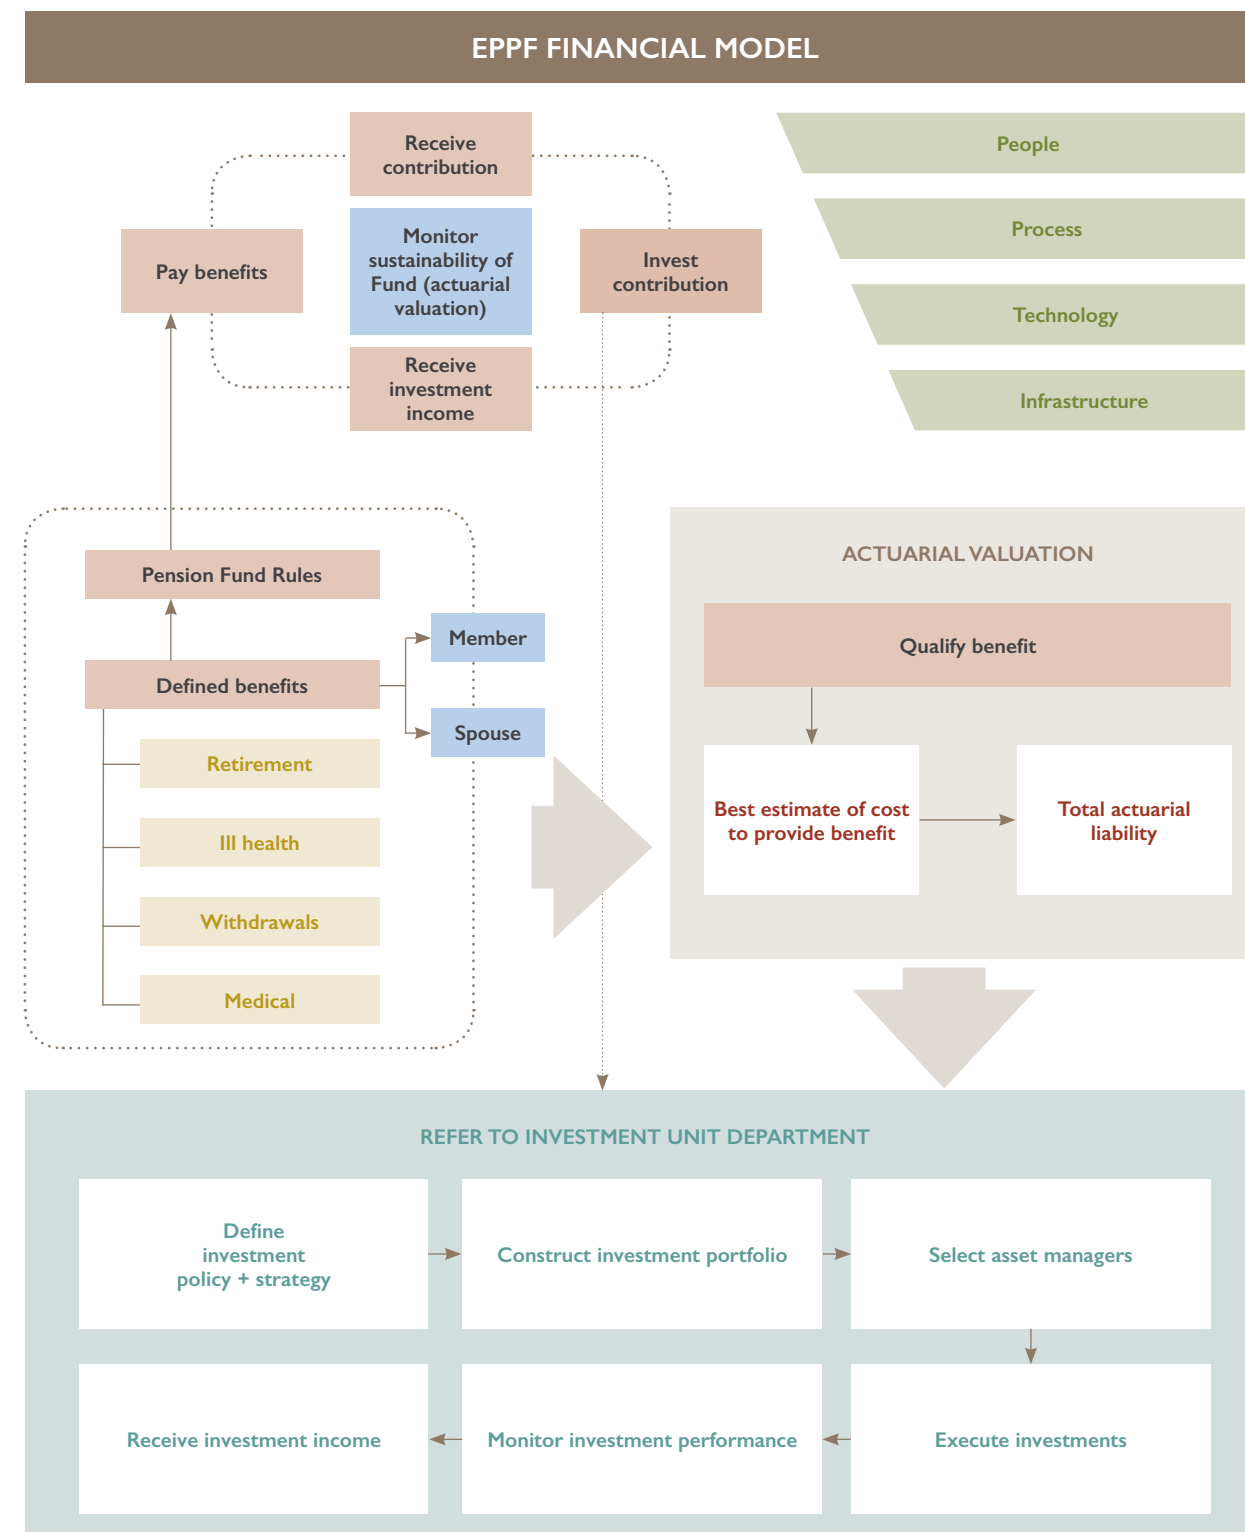 EPPF FINANCIAL MODEL
Receive
contribution
Pay benefits
Monitor
sustainability of
Fund (actuarial
valuation)
Invest
contribution
Receive
investment
income
People
Process
Technology
Infrastructure
Pension Fund Rules
Defined benefits
Member
Spouse
Retirement
Ill health
Withdrawals
Medical
ACTUARIAL VALUATION
Qualify benefit
Best estimate of cost
to provide benefit
Total actuarial
liability
REFER TO INVESTMENT UNIT DEPARTMENT
Define
investment
policy + strategy
Construct investment portfolio
Select asset managers
Receive investment income
Monitor investment performance
Execute investments